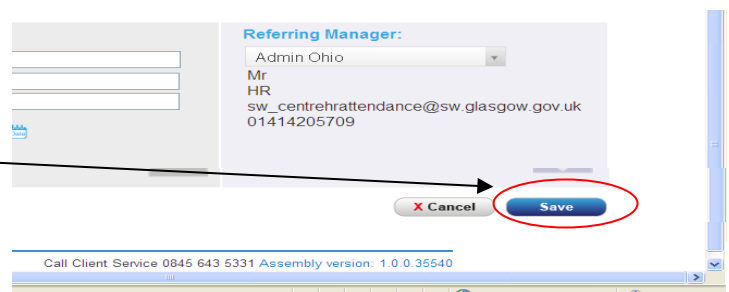 Referring Manager:
Admin Ohio
Mr
HR
sw_centrehrattendance@sw.glasgow.gov.uk
01414205709
X Cancel
Save
Call Client Service 0845 643 5331 Assembly version: 1.0.0.35540